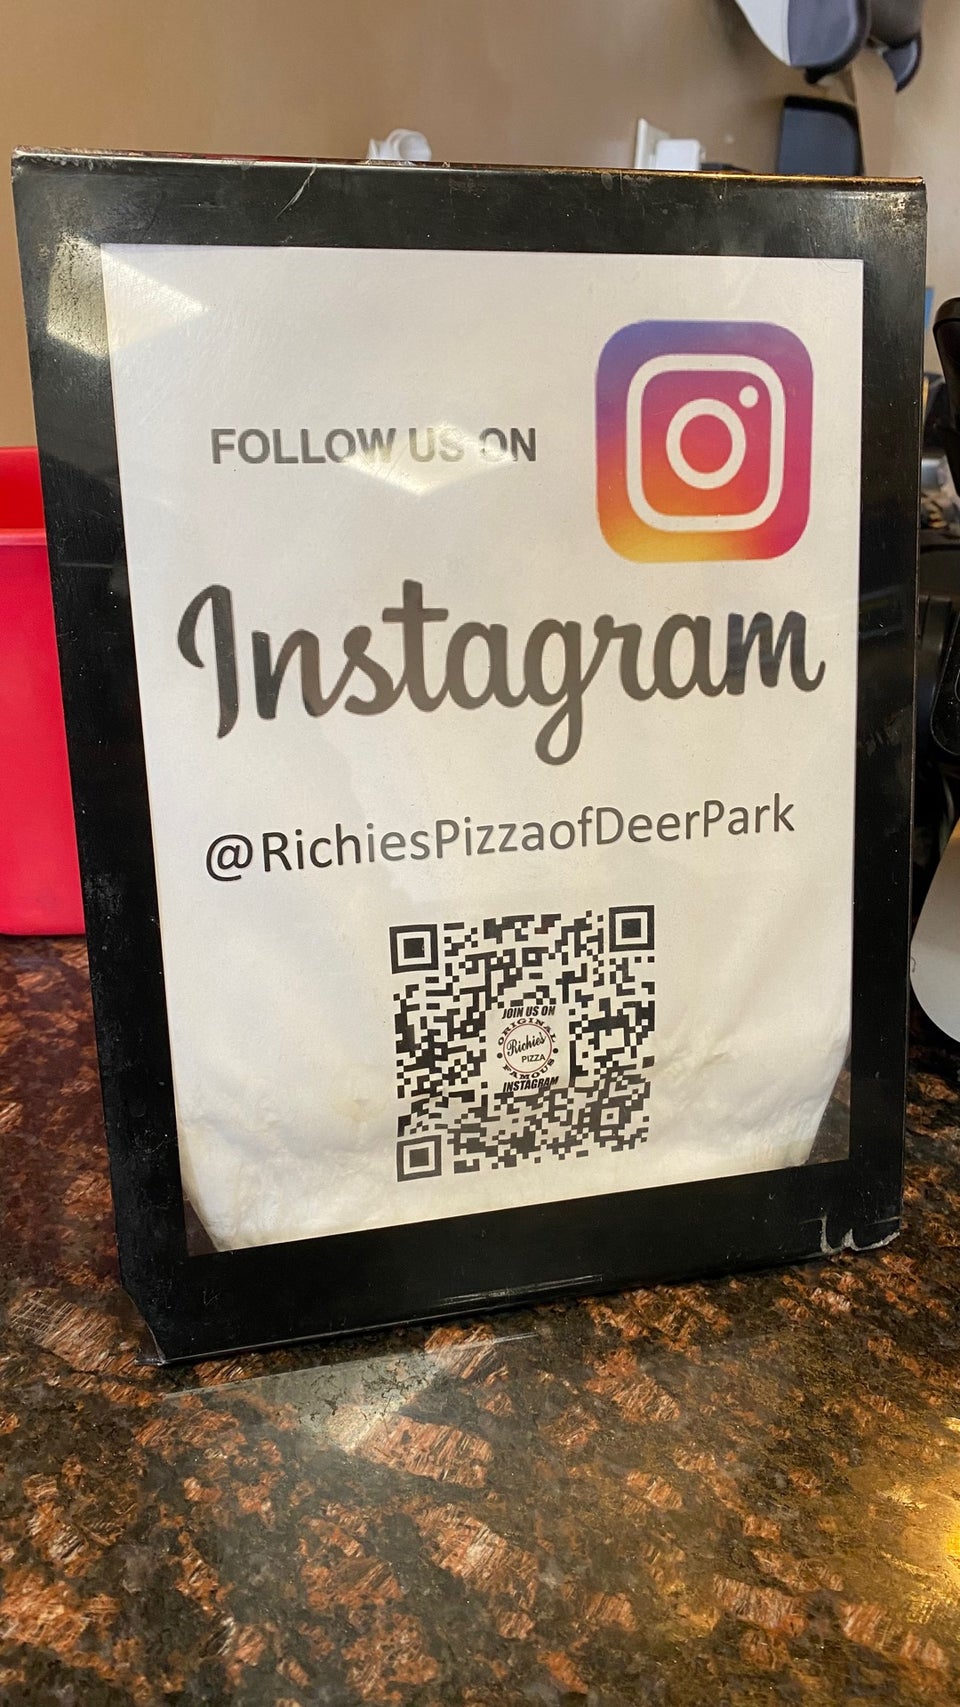 FOLLOW US ON
Instagram
@RichiesPizzaofDeerPark
JOIN US ON
ORIGINAL
Richie's
PIZZA
FAMOUS
INSTAGRAM